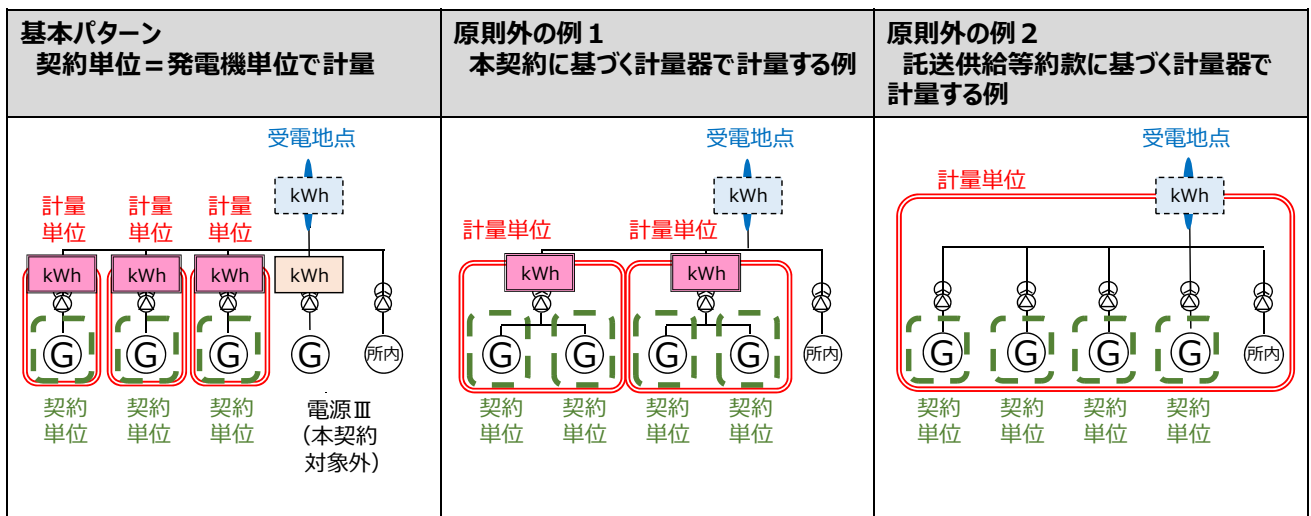 基本パターン
契約単位＝発電機単位で計量
受電地点
kWh
計量 計量 計量
単位 単位 単位
kWh kWh kWh kWh
G G G G 所内
契約 契約 契約 電源Ⅲ
単位 単位 単位 （本契約
対象外）
原則外の例１
本契約に基づく計量器で計量する例
受電地点
kWh
計量単位 計量単位
kWh kWh
G G G G 所内
契約 契約 契約 契約
単位 単位 単位 単位
原則外の例２
託送供給等約款に基づく計量器で
計量する例
受電地点
計量単位
kWh
G G G G 所内
契約 契約 契約 契約
単位 単位 単位 単位